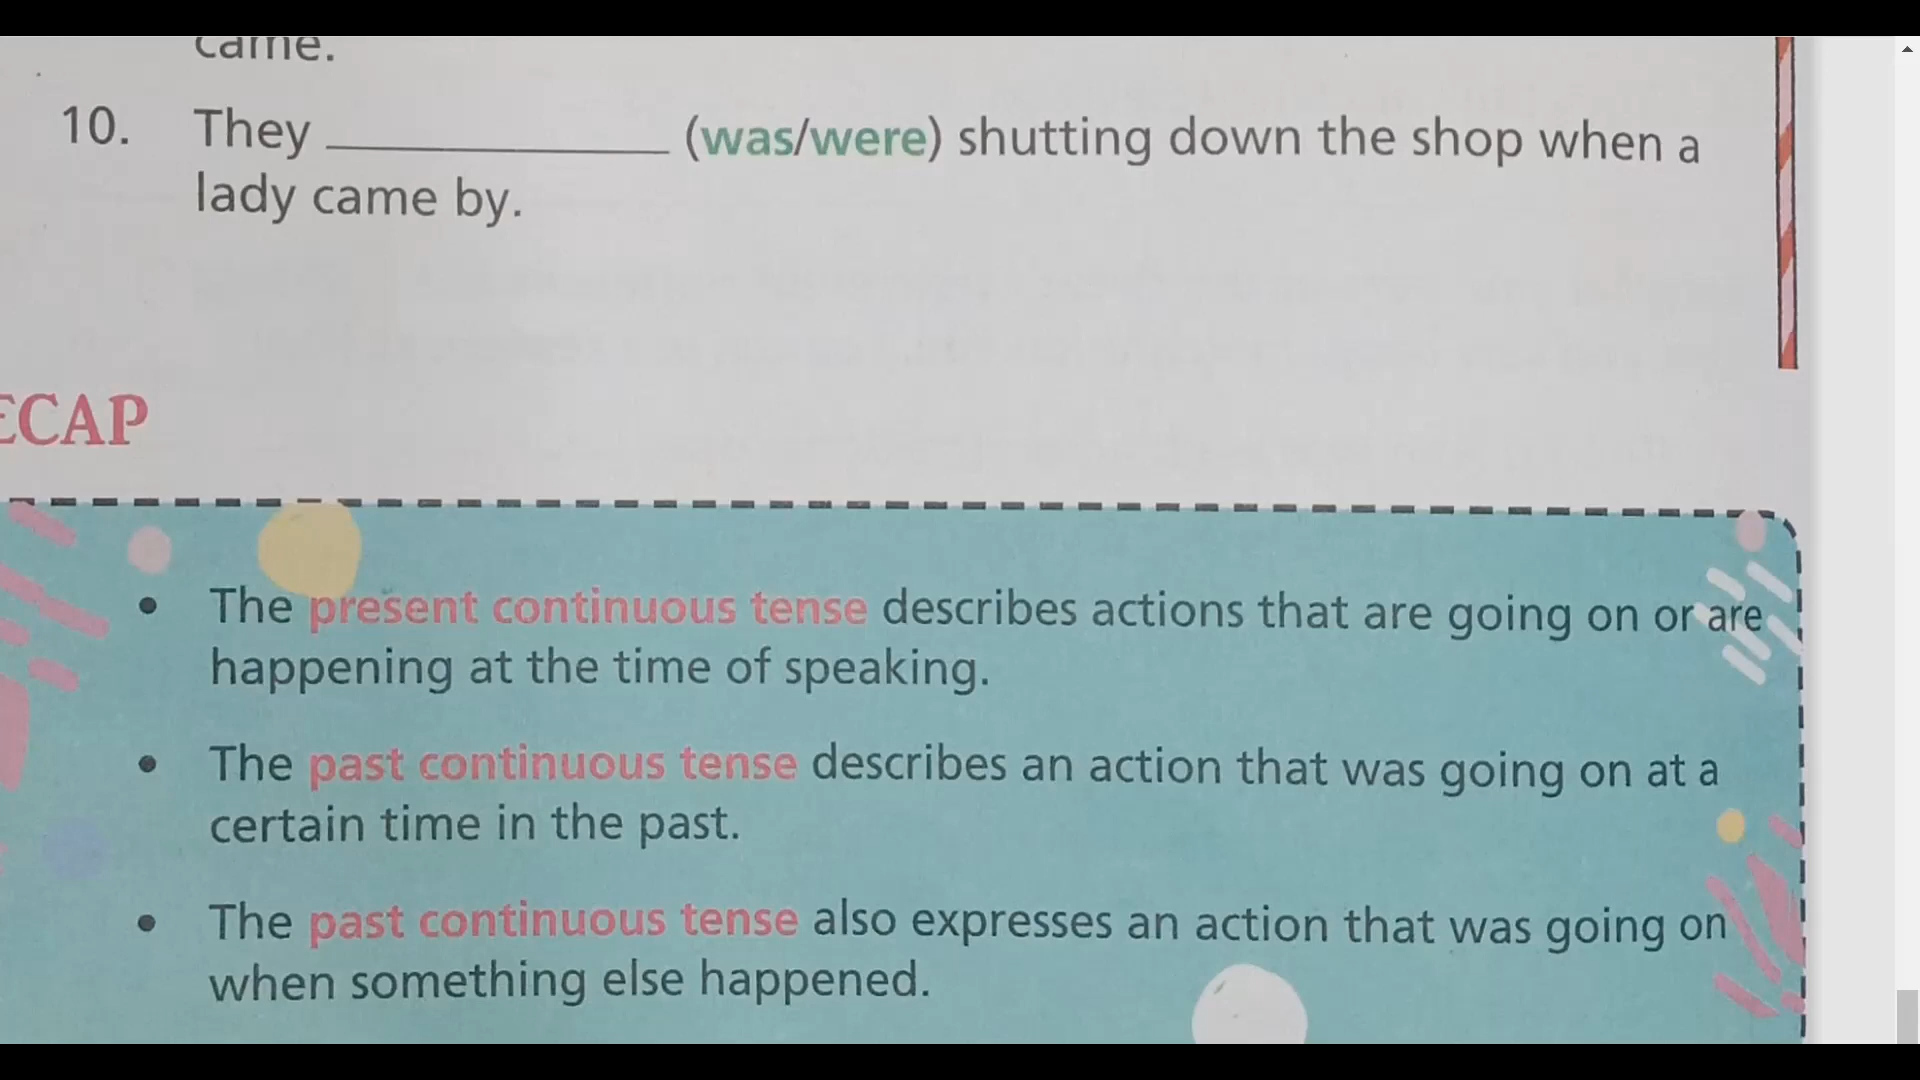 came.
10. They ____________ (was/were) shutting down the shop when a
lady came by.
ECAP
• The present continuous tense describes actions that are going on or are
happening at the time of speaking.
• The past continuous tense describes an action that was going on at a
certain time in the past.
• The past continuous tense also expresses an action that was going on
when something else happened.